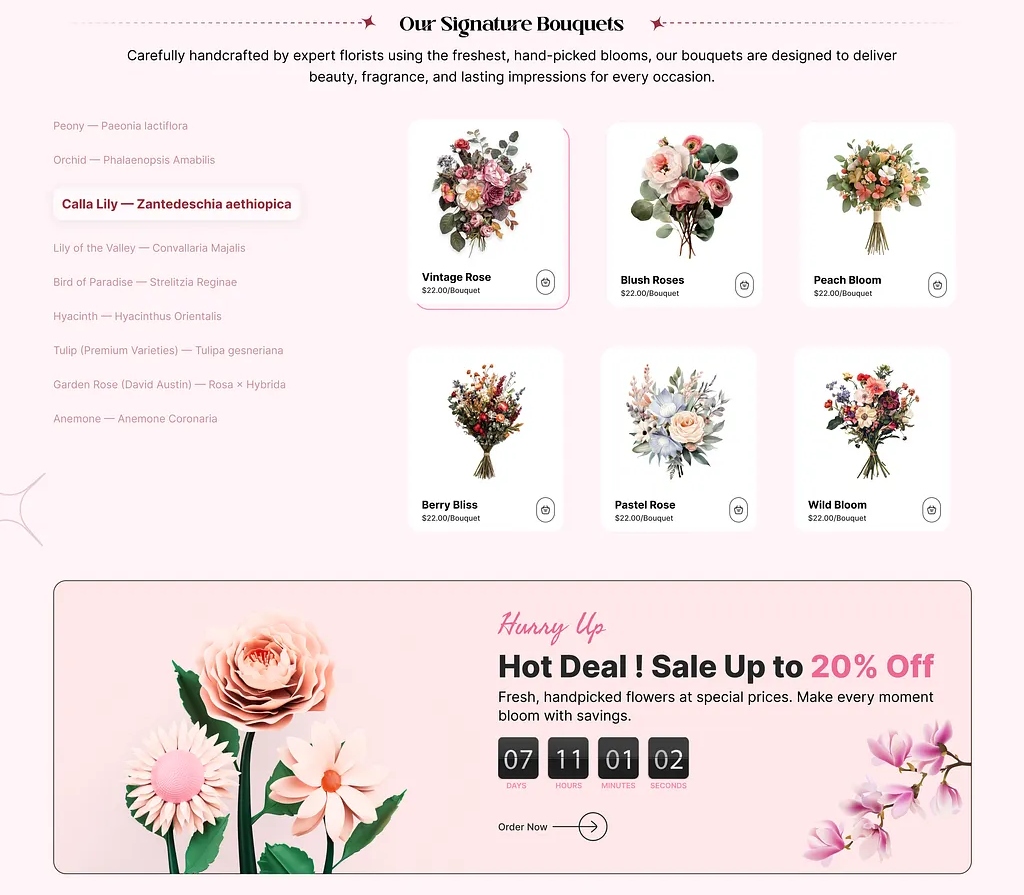 Our Signature Bouquets
Carefully handcrafted by expert florists using the freshest, hand-picked blooms, our bouquets are designed to deliver
beauty, fragrance, and lasting impressions for every occasion.
Peony — Paeonia lactiflora
Orchid — Phalaenopsis Amabilis
Calla Lily — Zantedeschia aethiopica
Lily of the Valley — Convallaria Majalis
Bird of Paradise — Strelitzia Reginae
Hyacinth — Hyacinthus Orientalis
Tulip (Premium Varieties) — Tulipa gesneriana
Garden Rose (David Austin) — Rosa × Hybrida
Anemone — Anemone Coronaria
Vintage Rose
$22.00/Bouquet
Blush Roses
$22.00/Bouquet
Peach Bloom
$22.00/Bouquet
Berry Bliss
$22.00/Bouquet
Pastel Rose
$22.00/Bouquet
Wild Bloom
$22.00/Bouquet
Hurry Up
Hot Deal ! Sale Up to 20% Off
Fresh, handpicked flowers at special prices. Make every moment
bloom with savings.
07 11 01 02
DAYS HOURS MINUTES SECONDS
Order Now